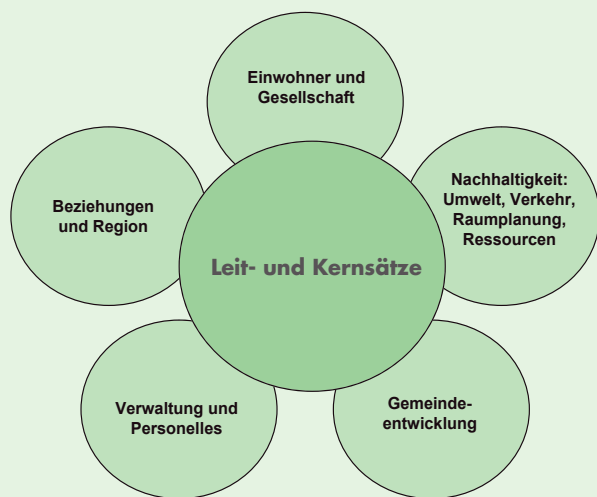 Einwohner und
Gesellschaft
Nachhaltigkeit:
Umwelt, Verkehr,
Raumplanung,
Ressourcen
Beziehungen
und Region
Leit- und Kernsätze
Verwaltung und
Personelles
Gemeinde-
entwicklung